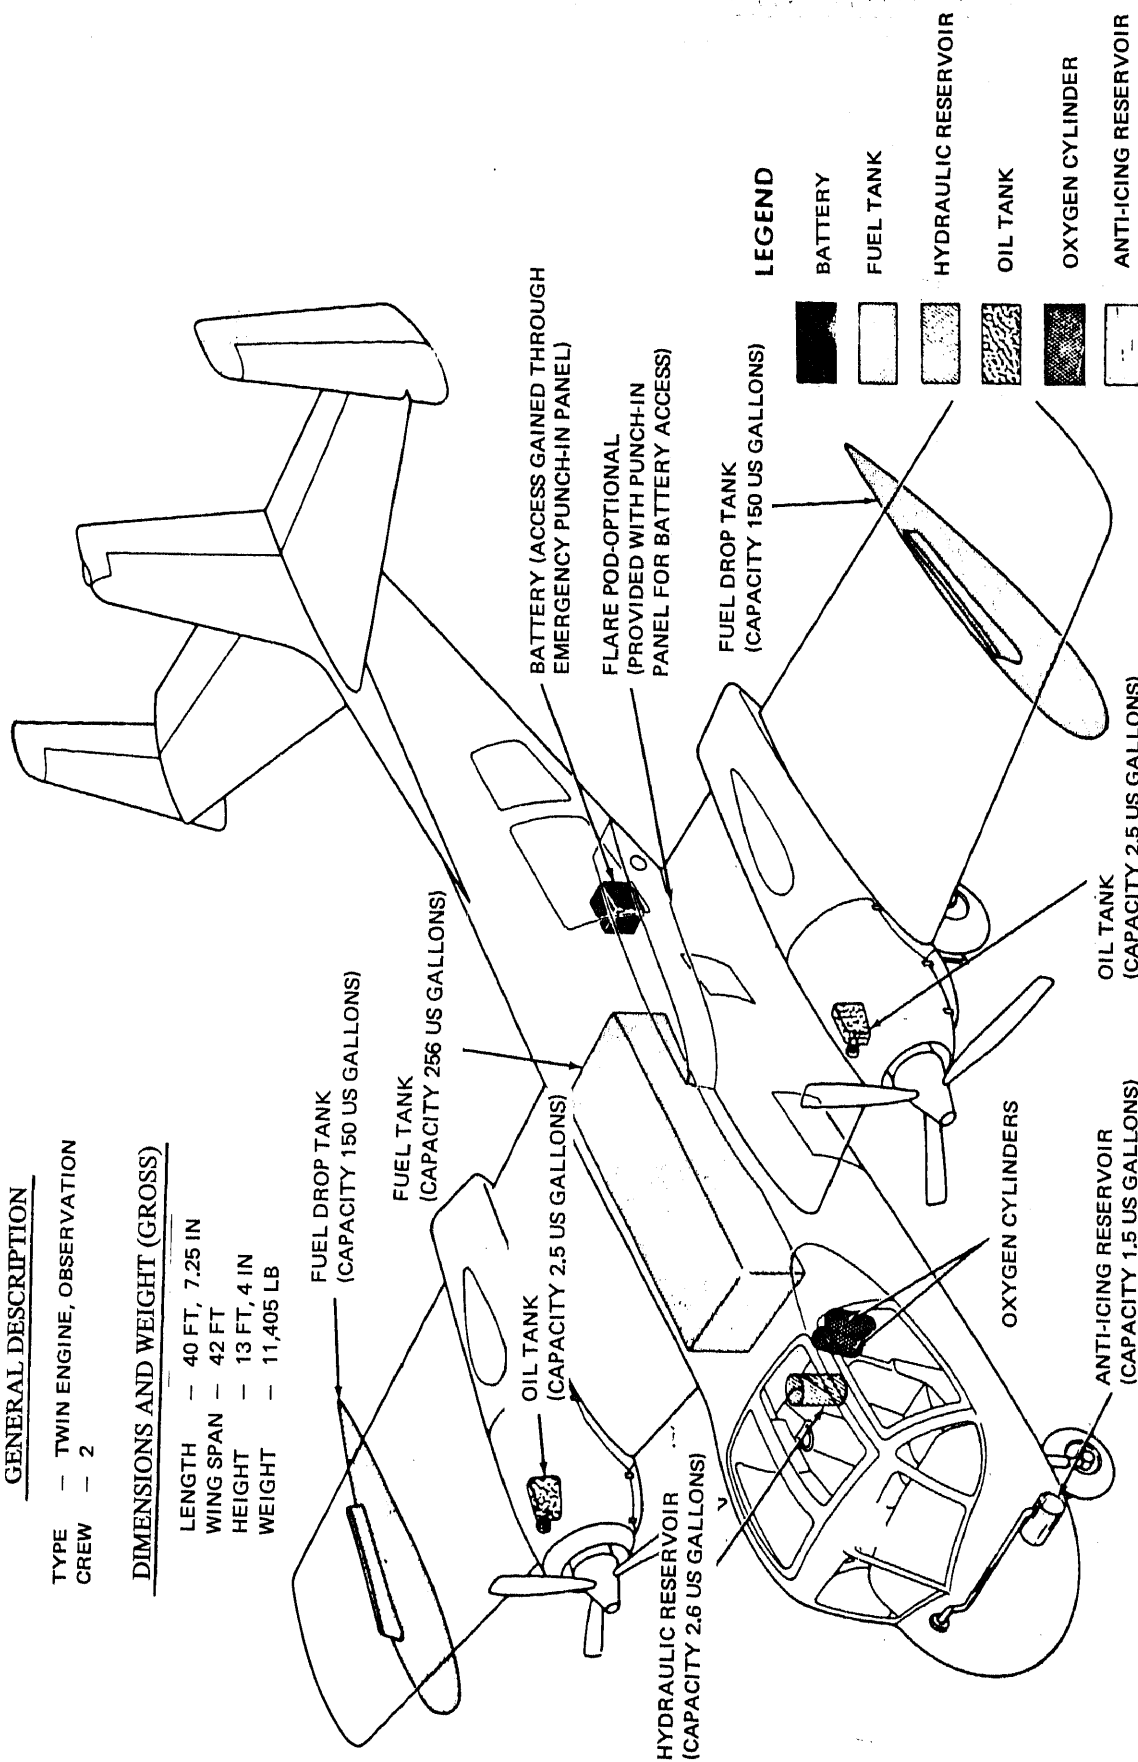 GENERAL DESCRIPTION
TYPE – TWIN ENGINE, OBSERVATION
CREW – 2
DIMENSIONS AND WEIGHT (GROSS)
LENGTH – 40 FT, 7.25 IN
WING SPAN – 42 FT
HEIGHT – 13 FT, 4 IN
WEIGHT – 11,405 LB
FUEL DROP TANK
(CAPACITY 150 US GALLONS)
FUEL TANK
(CAPACITY 256 US GALLONS)
OIL TANK
(CAPACITY 2.5 US GALLONS)
HYDRAULIC RESERVOIR
(CAPACITY 2.6 US GALLONS)
BATTERY (ACCESS GAINED THROUGH
EMERGENCY PUNCH-IN PANEL)
FLARE POD-OPTIONAL
(PROVIDED WITH PUNCH-IN
PANEL FOR BATTERY ACCESS)
FUEL DROP TANK
(CAPACITY 150 US GALLONS)
OIL TANK
(CAPACITY 2.5 US GALLONS)
OXYGEN CYLINDERS
ANTI-ICING RESERVOIR
(CAPACITY 1.5 US GALLONS)
LEGEND
BATTERY
FUEL TANK
HYDRAULIC RESERVOIR
OIL TANK
OXYGEN CYLINDER
ANTI-ICING RESERVOIR